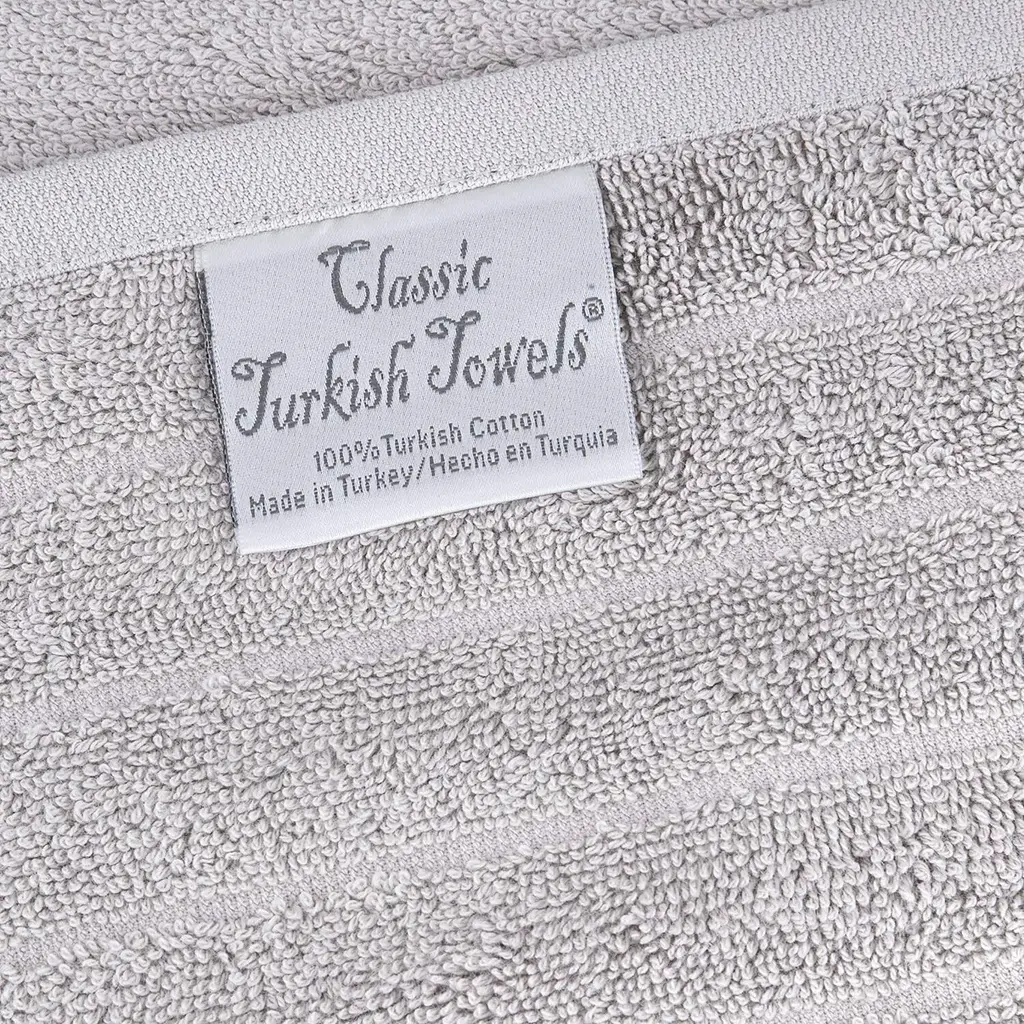 Classic
Turkish Towels®
100% Turkish Cotton
Made in Turkey/Hecho en Turquia